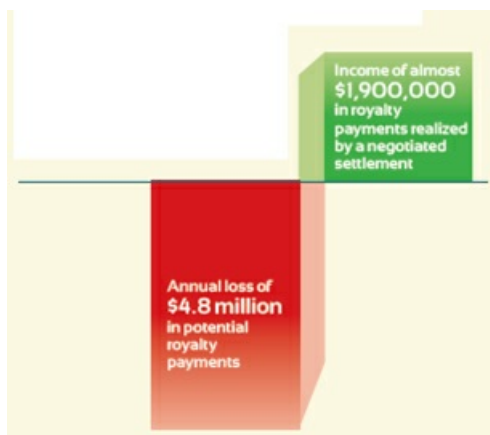 Income of almost
$1,900,000
in royalty
payments realized
by a negotiated
settlement
Annual loss of
$4.8 million
in potential
royalty
payments